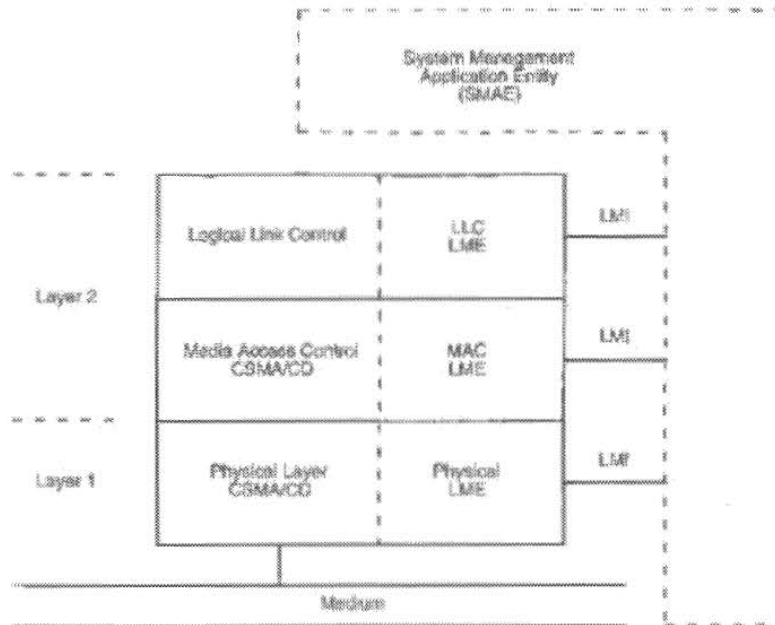 System Management
Application Entity
(SMAE)
Logical Link Control
LLC
LME
LMI
Layer 2
Media Access Control
CSMA/CD
MAC
LME
LMI
Layer 1
Physical Layer
CSMA/CD
Physical
LME
LMI
Medium